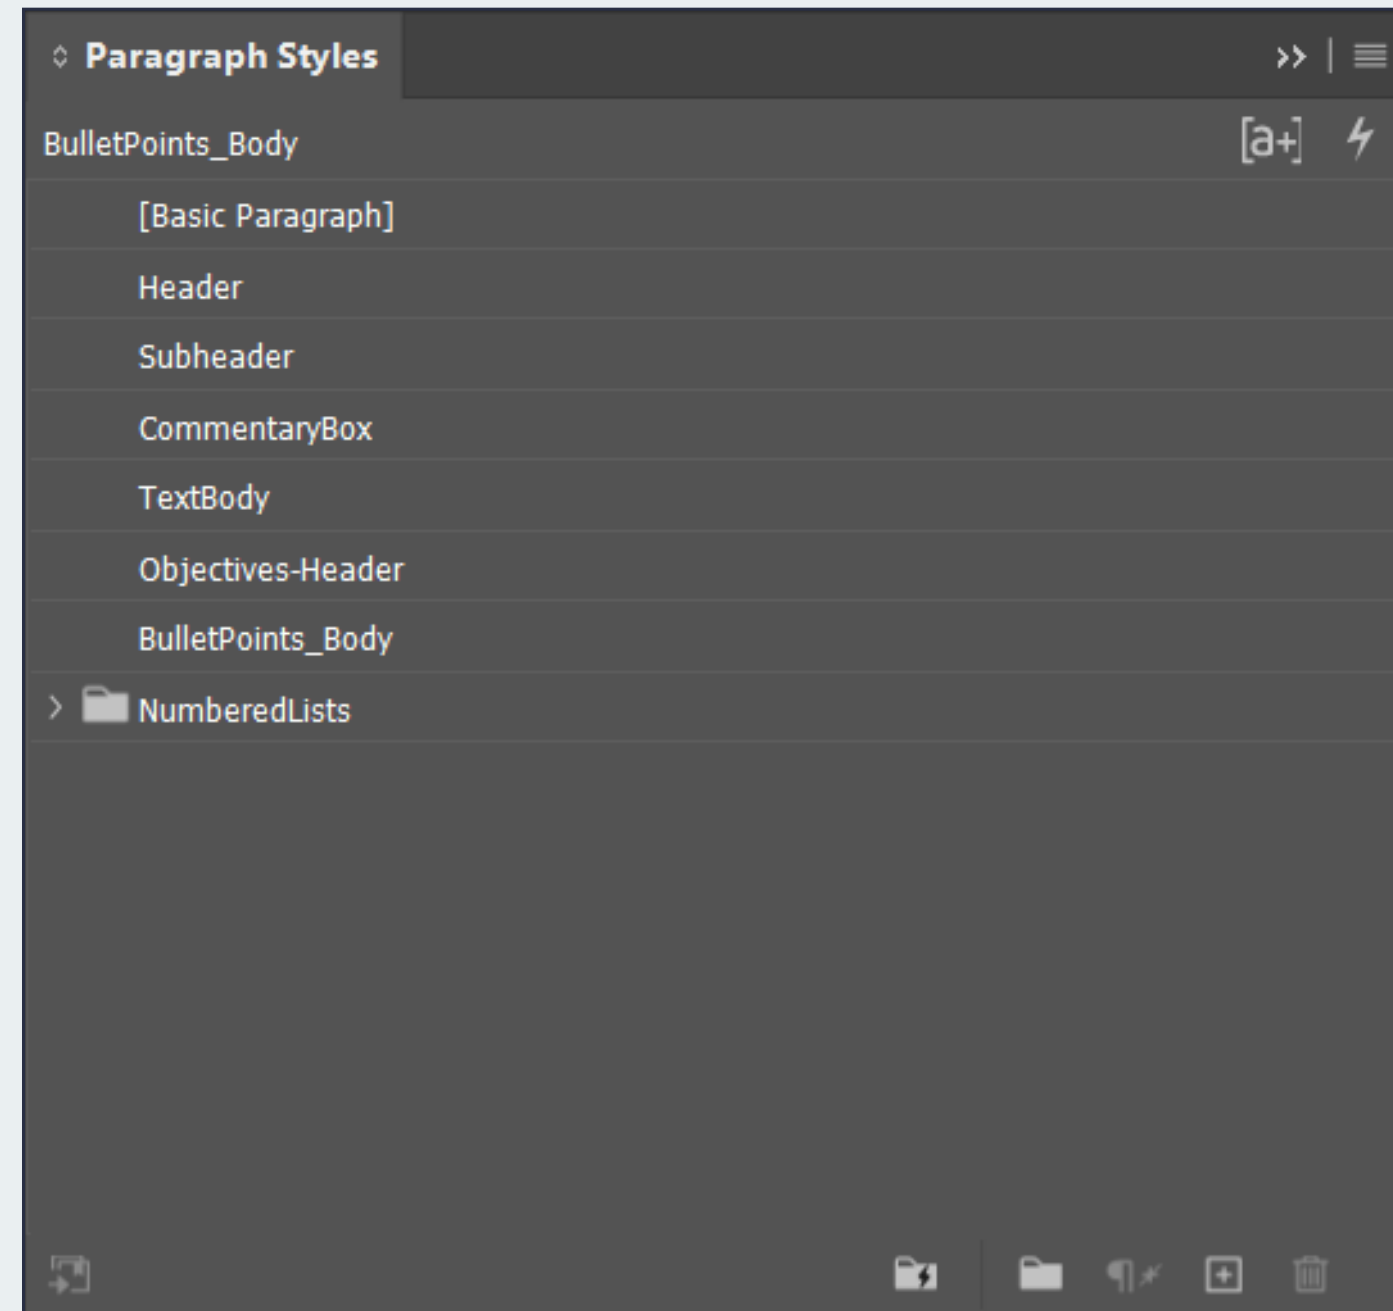 Paragraph Styles
BulletPoints_Body [a+]
[Basic Paragraph]
Header
Subheader
CommentaryBox
TextBody
Objectives-Header
BulletPoints_Body
NumberedLists